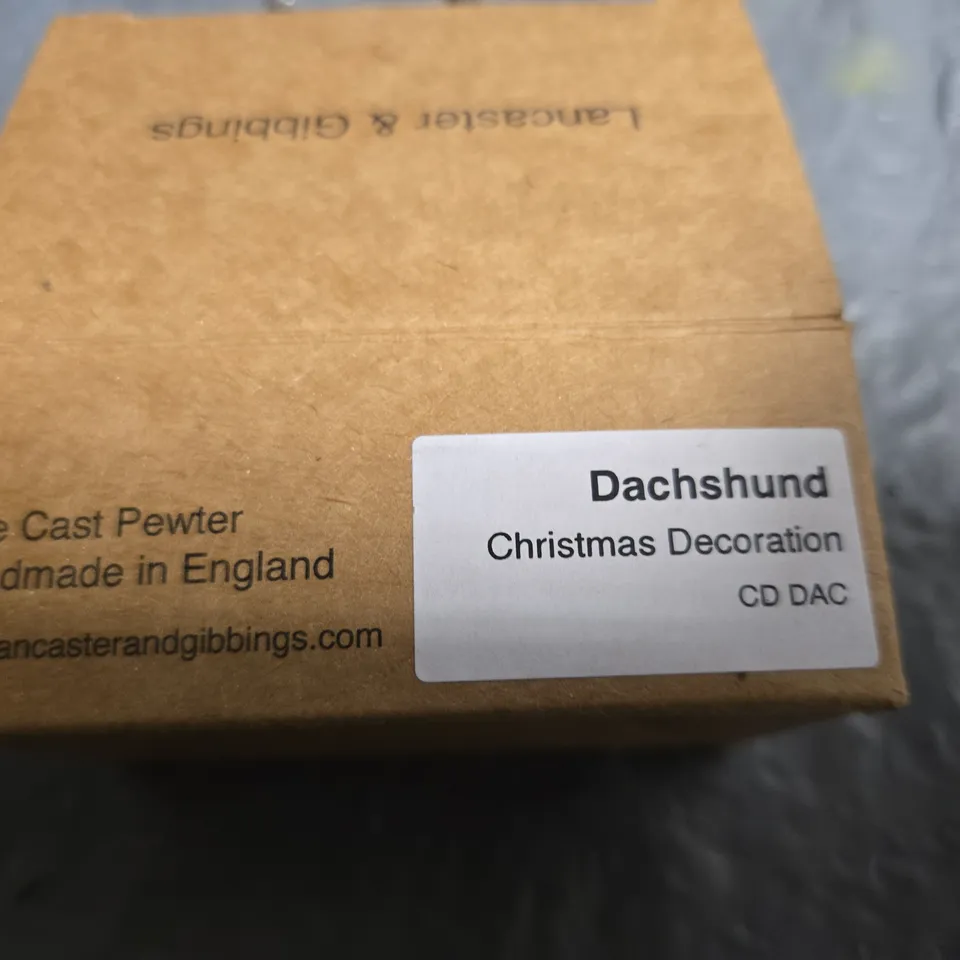 Lancaster & Gibbings
e Cast Pewter
dmade in England
ancasterandgibbings.com
Dachshund
Christmas Decoration
CD DAC